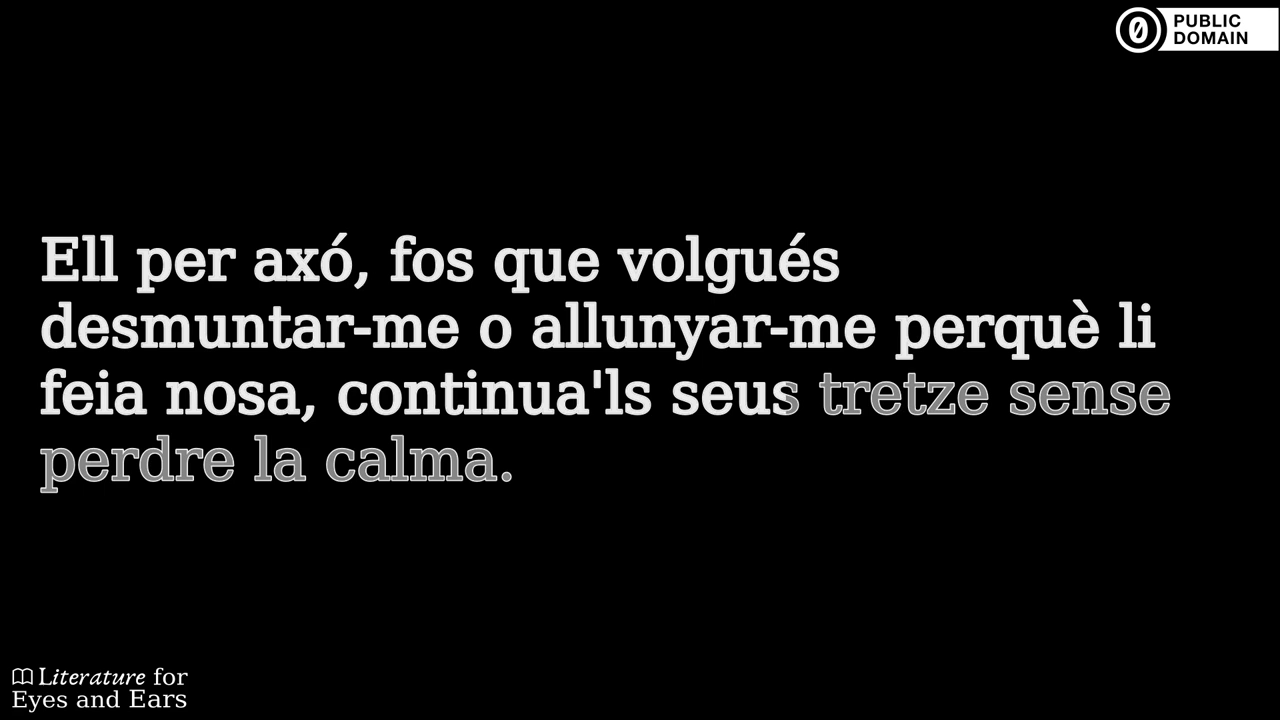 PUBLIC
DOMAIN
Ell per axó, fos que volgués
desmuntar-me o allunyar-me perquè li
feia nosa, continua'ls seus tretze sense
perdre la calma.
Literature for
Eyes and Ears